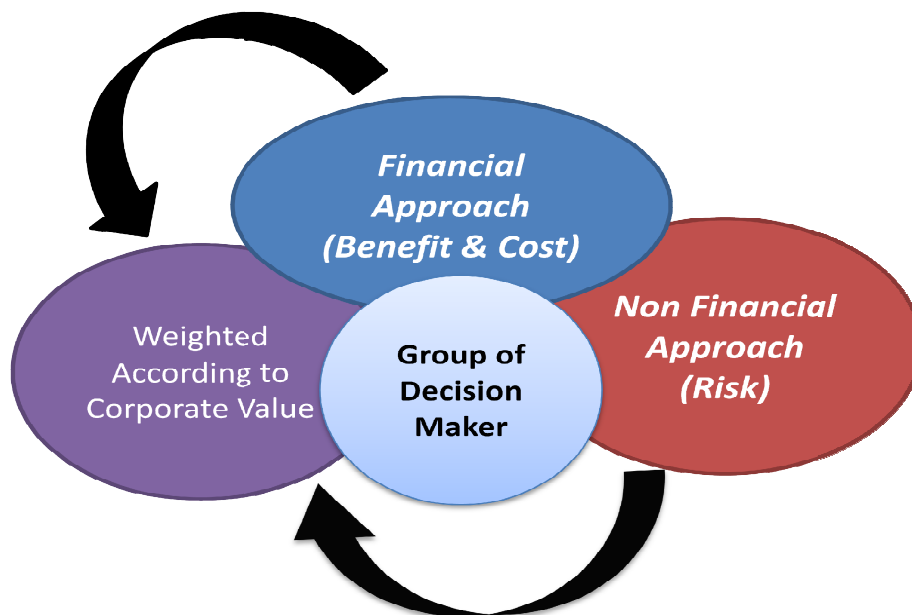 Financial
Approach
(Benefit & Cost)
Non Financial
Approach
(Risk)
Weighted
According to
Corporate Value
Group of
Decision
Maker